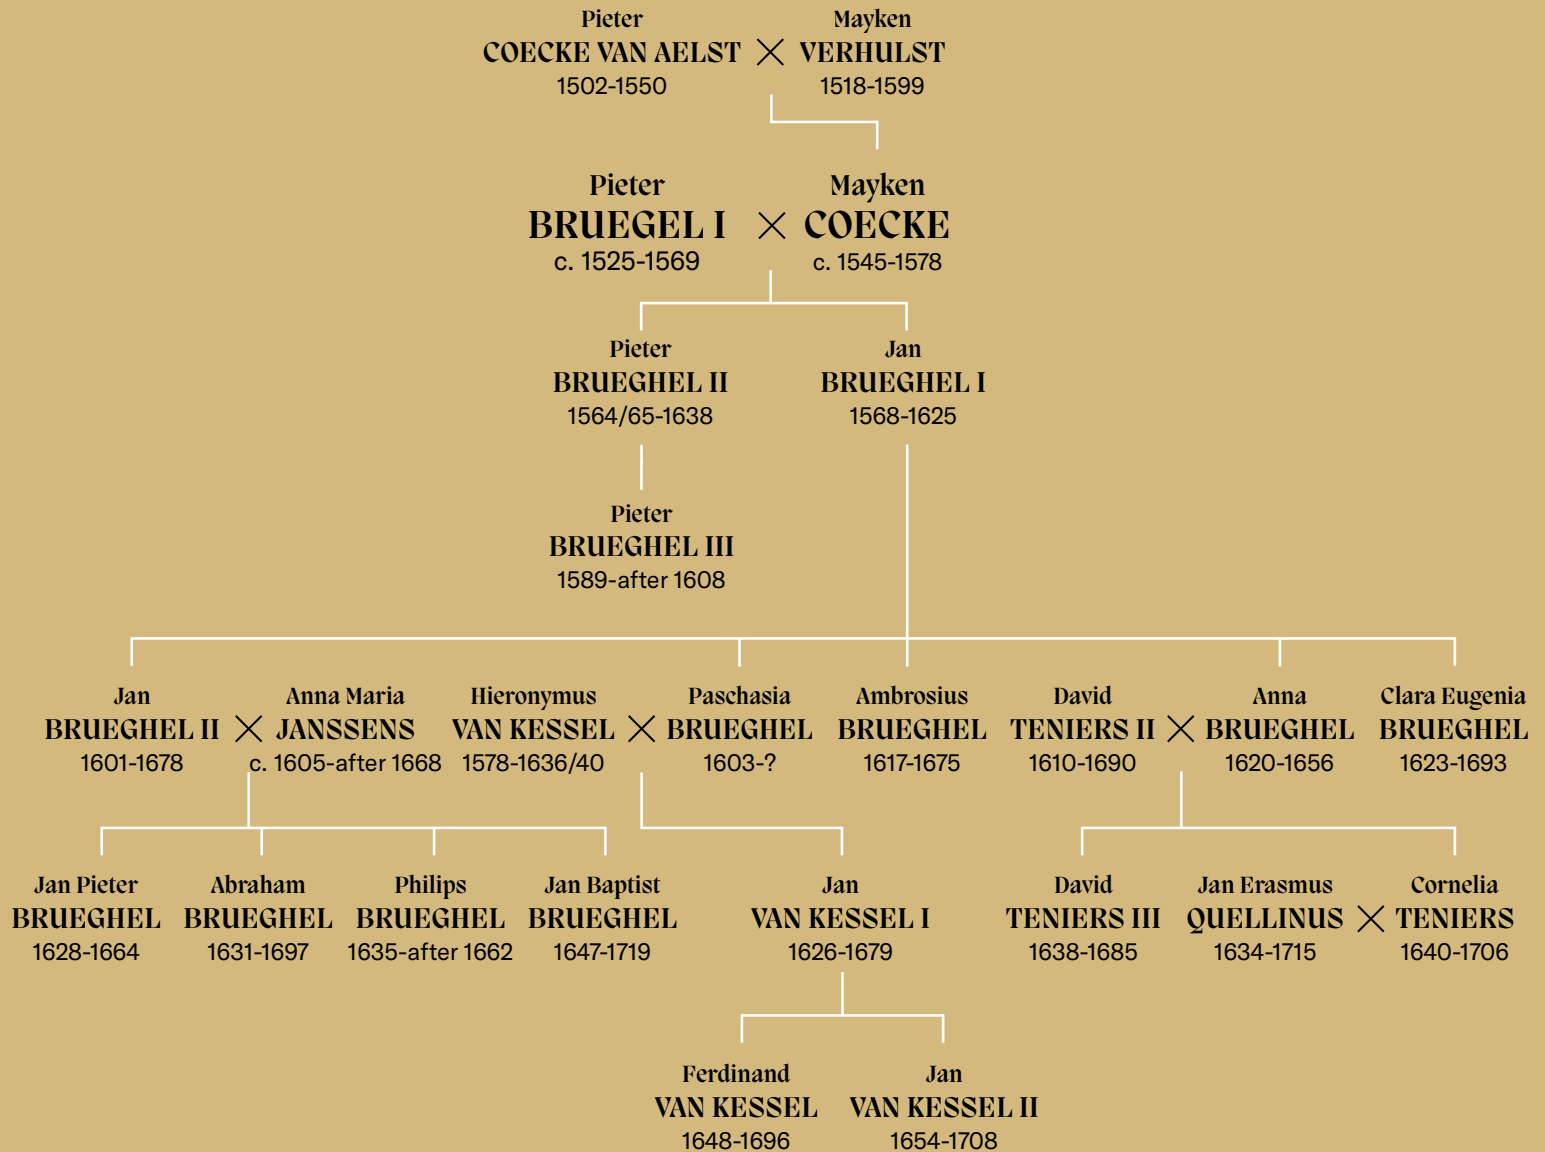 Pieter
COECKE VAN AELST
1502-1550
Mayken
VERHULST
1518-1599
Pieter
BRUEGEL I
c. 1525-1569
Mayken
COECKE
c. 1545-1578
Pieter
BRUEGHEL II
1564/65-1638
Jan
BRUEGHEL I
1568-1625
Pieter
BRUEGHEL III
1589-after 1608
Jan
BRUEGHEL II
1601-1678
Anna Maria
JANSSENS
c. 1605-after 1668
Hieronymus
VAN KESSEL
1578-1636/40
Paschasia
BRUEGHEL
1603-?
Ambrosius
BRUEGHEL
1617-1675
David
TENIERS II
1610-1690
Anna
BRUEGHEL
1620-1656
Clara Eugenia
BRUEGHEL
1623-1693
Jan Pieter
BRUEGHEL
1628-1664
Abraham
BRUEGHEL
1631-1697
Philips
BRUEGHEL
1635-after 1662
Jan Baptist
BRUEGHEL
1647-1719
Jan
VAN KESSEL I
1626-1679
David
TENIERS III
1638-1685
Jan Erasmus
QUELLINUS
1634-1715
Cornelia
TENIERS
1640-1706
Ferdinand
VAN KESSEL
1648-1696
Jan
VAN KESSEL II
1654-1708